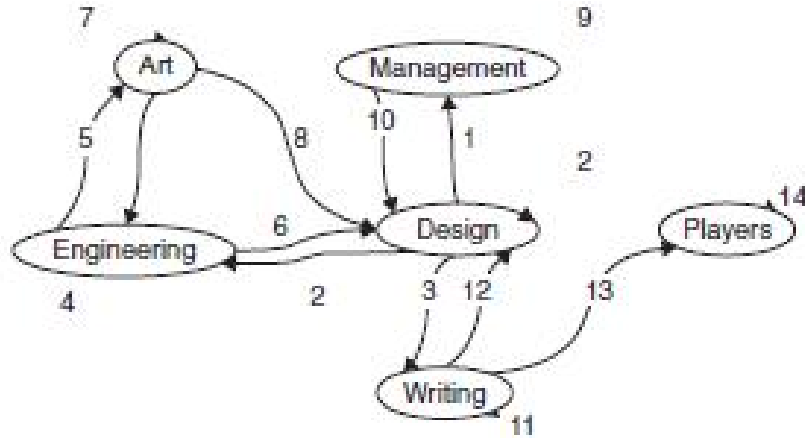 7
9
Art
Management
5
8
10
1
2
14
Players
6
Design
Engineering
4
2
3
12
13
Writing
11